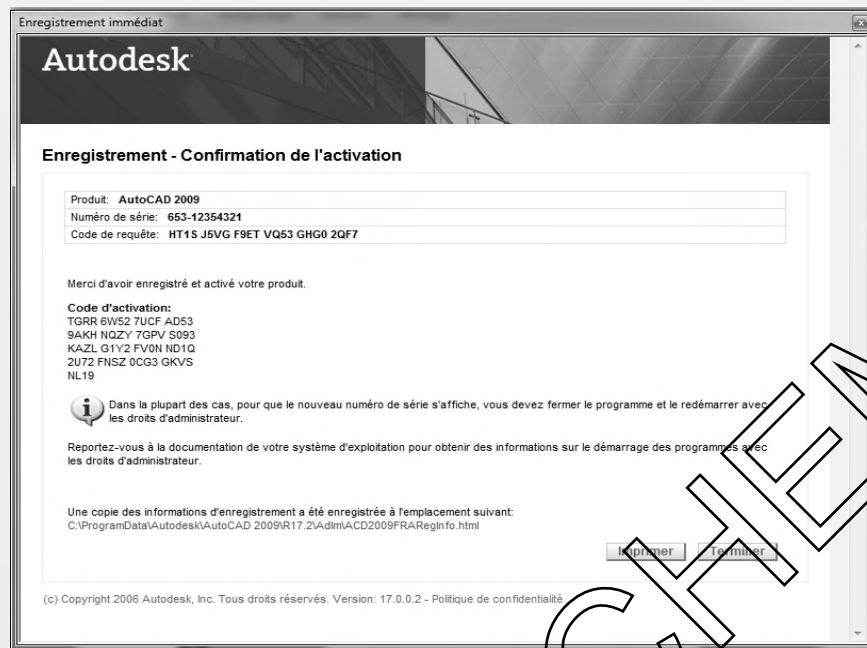 Enregistrement immédiat
Autodesk
Enregistrement - Confirmation de l'activation
Produit: AutoCAD 2009
Numéro de série: 653-12354321
Code de requête: HT1S J5VG F9ET VQ53 GHG0 2QF7
Merci d'avoir enregistré et activé votre produit.
Code d'activation:
TGRR 6W52 7UCF AD53
9AKH NQZY 7GPV S093
KAZL G1Y2 FV0N ND1Q
2U72 FNSZ 0CG3 GKVS
NL19
Dans la plupart des cas, pour que le nouveau numéro de série s'affiche, vous devez fermer le programme et le redémarrer avec
les droits d'administrateur.
Reportez-vous à la documentation de votre système d'exploitation pour obtenir des informations sur le démarrage des programmes avec
les droits d'administrateur.
Une copie des informations d'enregistrement a été enregistrée à l'emplacement suivant:
C:\ProgramData\Autodesk\AutoCAD 2009\R17.2\Adlm\ACD2009FRARegInfo.html
Imprimer Terminer
(c) Copyright 2006 Autodesk, Inc. Tous droits réservés. Version: 17.0.0.2 - Politique de confidentialité
CHE